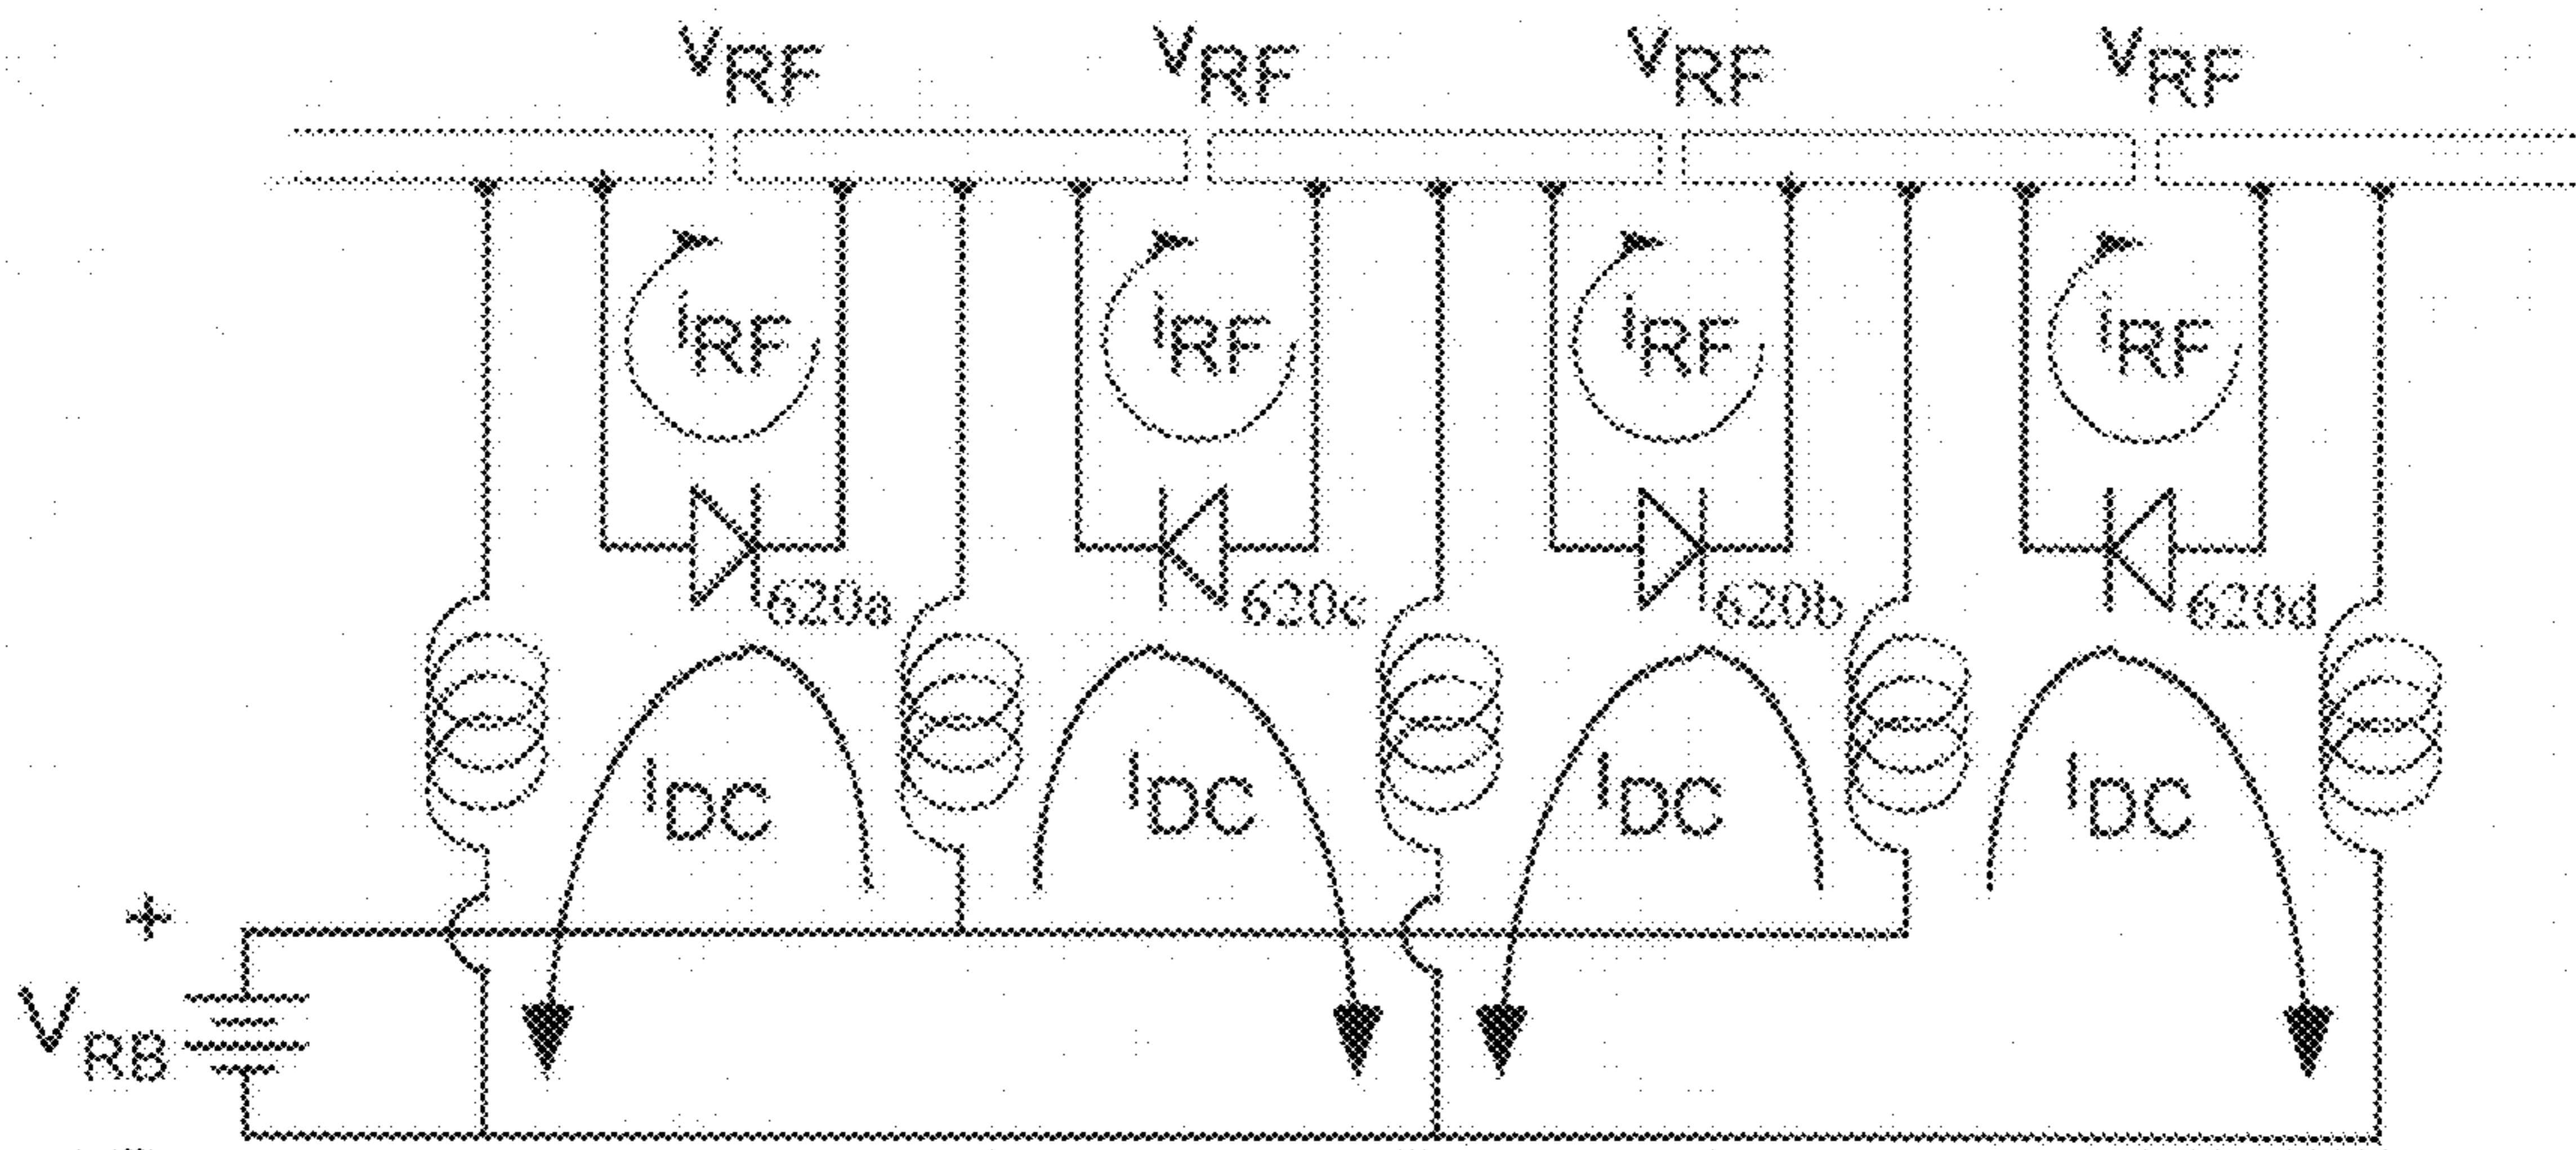 VRF VRF VRF VRF
iRF iRF iRF iRF
620a 620c 620b 620d
IDC IDC IDC IDC
+
VRB